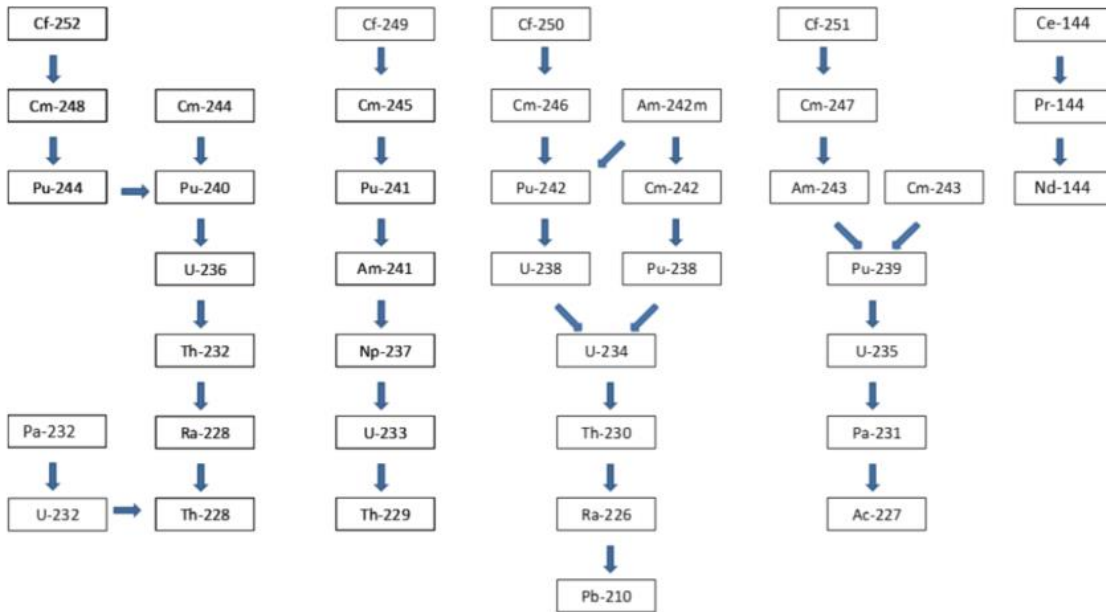 Cf-252
Cf-249
Cf-250
Cf-251
Ce-144
Cm-248
Cm-244
Cm-245
Cm-246
Am-242m
Cm-247
Pr-144
Pu-244
Pu-240
Pu-241
Pu-242
Cm-242
Am-243
Cm-243
Nd-144
U-236
Am-241
U-238
Pu-238
Pu-239
Th-232
Np-237
U-234
U-235
Pa-232
Ra-228
U-233
Th-230
Pa-231
U-232
Th-228
Th-229
Ra-226
Ac-227
Pb-210